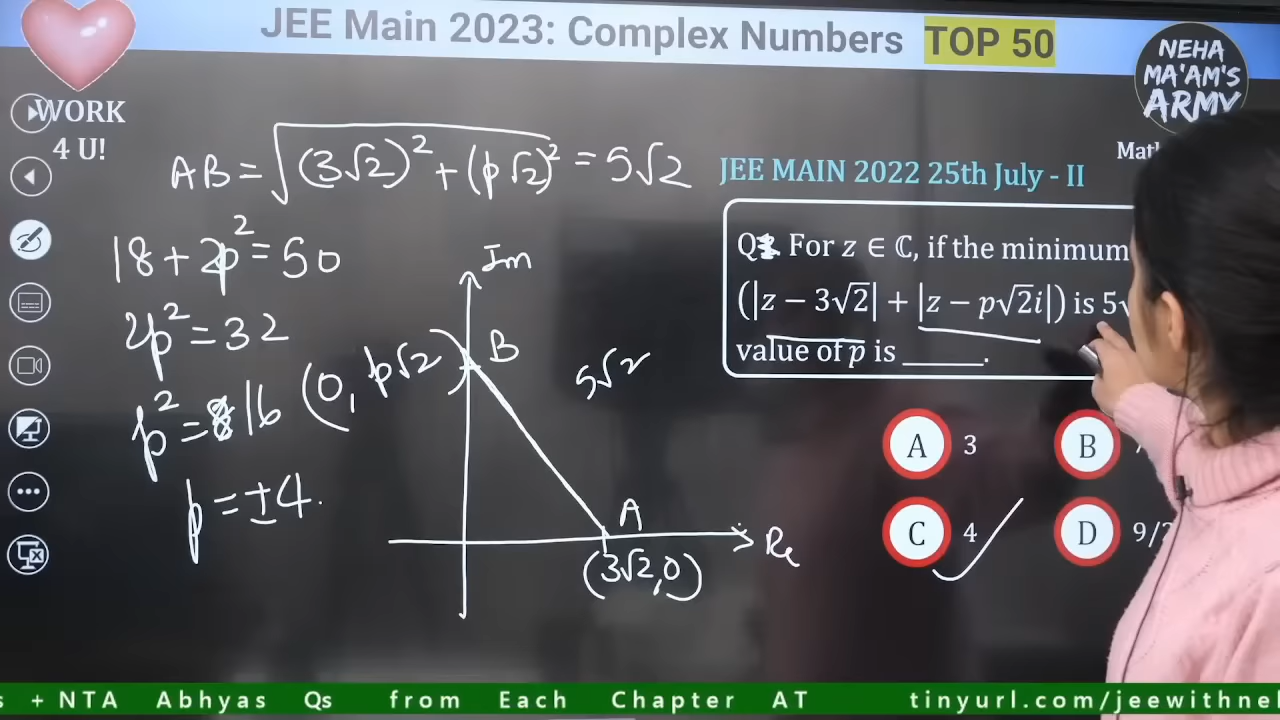 JEE Main 2023: Complex Numbers TOP 50
WORK
4 U!
NEHA
MA'AM'S
ARMY
AB = √(3√2)² + (p√2)² = 5√2
18 + 2p² = 50
2p² = 32
p² = 16
p = ±4.
Im
(0, p√2) B
5√2
A
(3√2, 0)
Re
JEE MAIN 2022 25th July - II
Q. For z ∈ ℂ, if the minimum
(|z − 3√2| + |z − p√2i|) is 5√
value of p is ______.
A 3
B
C 4
D 9/2
+ NTA Abhyas Qs from Each Chapter AT tinyurl.com/jeewithne